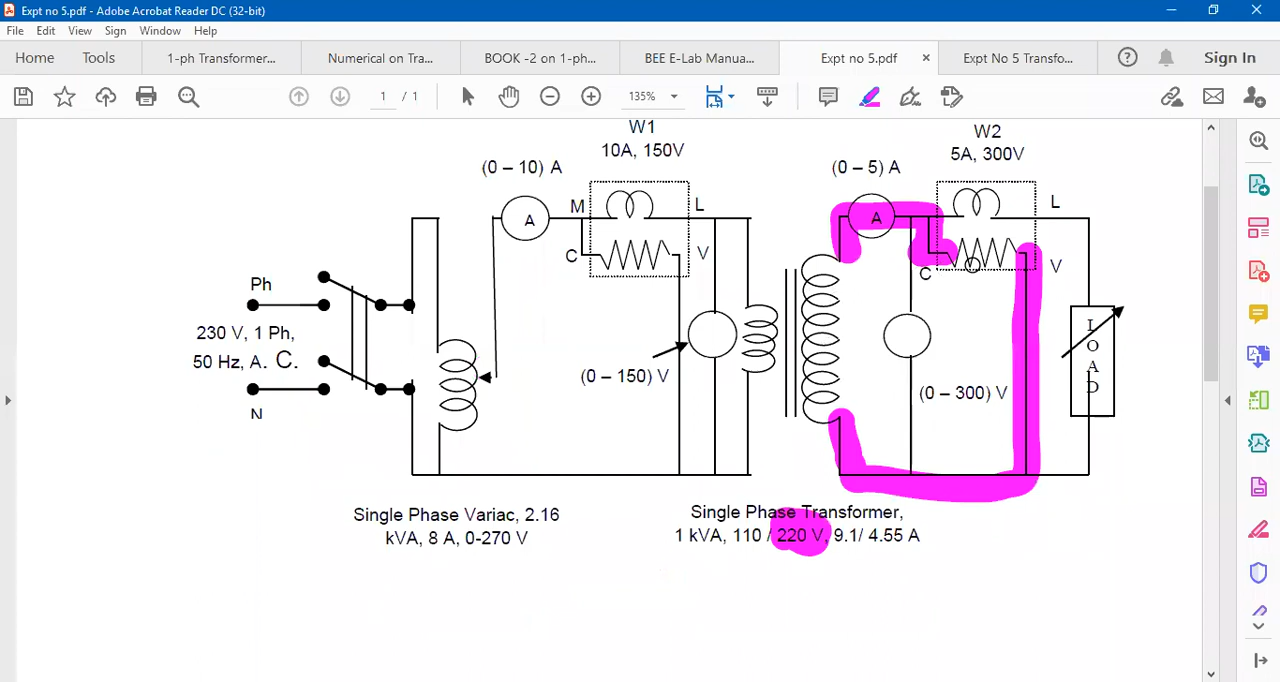 Expt no 5.pdf - Adobe Acrobat Reader DC (32-bit)
File Edit View Sign Window Help
Home Tools 1-ph Transformer... Numerical on Tra... BOOK -2 on 1-ph... BEE E-Lab Manua... Expt no 5.pdf Expt No 5 Transfo... Sign In
1 / 1 135%
W1
10A, 150V
(0 – 10) A
M
L
A
C
V
W2
5A, 300V
(0 – 5) A
L
A
C
V
Ph
230 V, 1 Ph,
50 Hz, A. C.
N
(0 – 150) V
(0 – 300) V
LOAD
Single Phase Variac, 2.16
kVA, 8 A, 0-270 V
Single Phase Transformer,
1 kVA, 110 / 220 V, 9.1/ 4.55 A